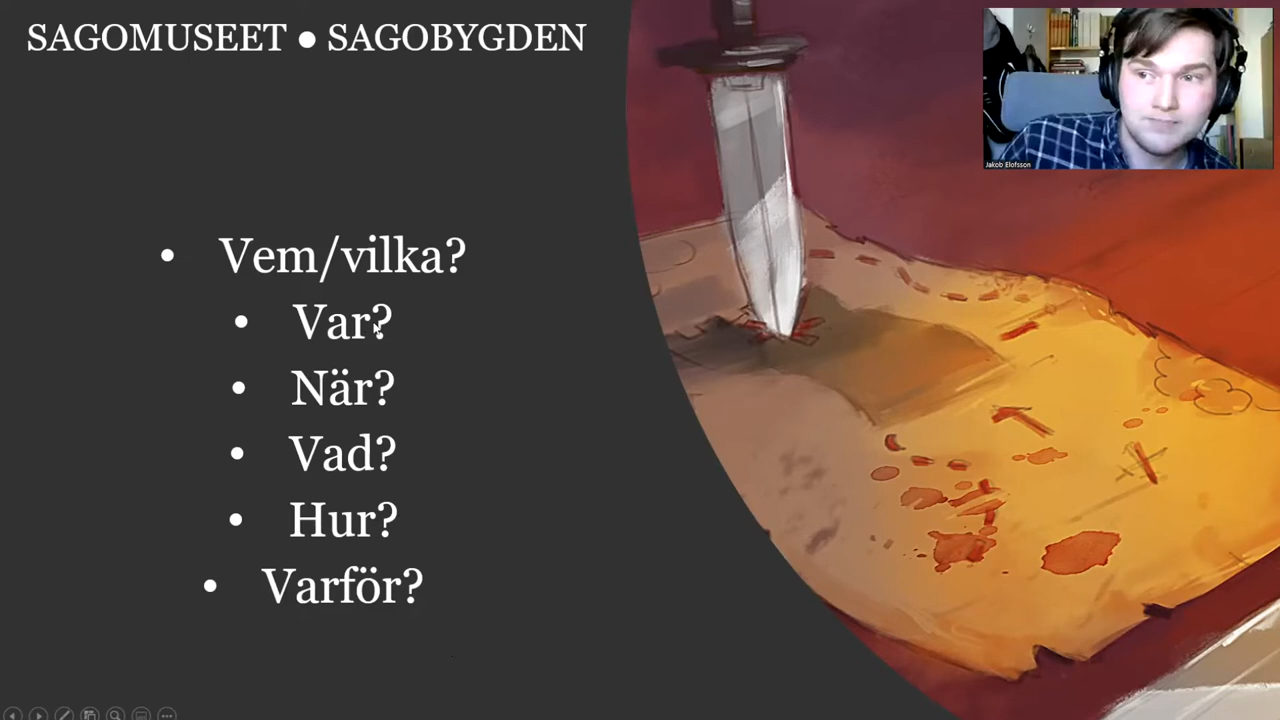 SAGOMUSEET ● SAGOBYGDEN
• Vem/vilka?
• Var?
• När?
• Vad?
• Hur?
• Varför?
Jakob Elofsson